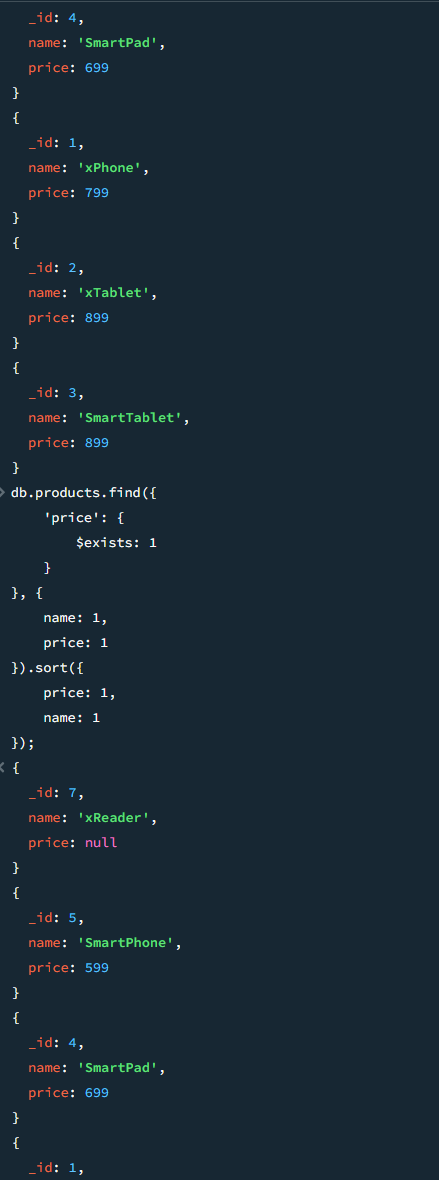 _id: 4,
name: 'SmartPad',
price: 699
}
{
_id: 1,
name: 'xPhone',
price: 799
}
{
_id: 2,
name: 'xTablet',
price: 899
}
{
_id: 3,
name: 'SmartTablet',
price: 899
}
> db.products.find({
'price': {
$exists: 1
}
}, {
name: 1,
price: 1
}).sort({
price: 1,
name: 1
});
< {
_id: 7,
name: 'xReader',
price: null
}
{
_id: 5,
name: 'SmartPhone',
price: 599
}
{
_id: 4,
name: 'SmartPad',
price: 699
}
{
_id: 1,